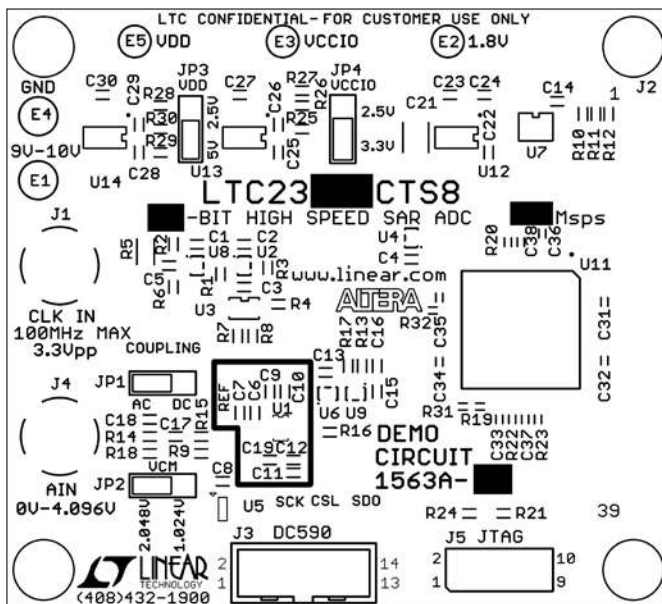 LTC CONFIDENTIAL-FOR CUSTOMER USE ONLY
E5 VDD
E3 VCCIO
E2 1.8V
GND
J2
C30
C29
R28
R30
R29
C28
JP3
VDD
2.5V
5V
C27
C26
R27
R26
R25
C25
JP4
VCCIO
2.5V
3.3V
C21
C23 C24
C22
C14
1
E4
9V-10V
E1
U14
U13
U12
U7
R10
R11
R12
LTC23 CTS8
-BIT HIGH SPEED SAR ADC
Msps
J1
R5
R2
C1
U8
C2
U2
R3
C5
R6
R1
C3
U3
R4
U4
C4
R20
C38
C36
U11
www.linear.com
ALTERA
CLK IN
100MHz MAX
3.3Vpp
R7
R8
R17
R13
C16
R32
C35
C31
COUPLING
J4
JP1
AC DC
C18
R14
R18
C17
R9
R15
REF
C7
C6
C9
C10
U1
C19
C12
C11
C13
U6 U9
C15
R16
C34
C32
R31
R19
C33
R22
C37
R23
DEMO
CIRCUIT
1563A-
VCM
JP2
AIN
0V-4.096V
2.048V
1.024V
C8
U5
SCK CSL SDO
R24
R21
39
J3 DC590
2 14
1 13
J5 JTAG
2 10
1 9
LT LINEAR
TECHNOLOGY
(408)432-1900